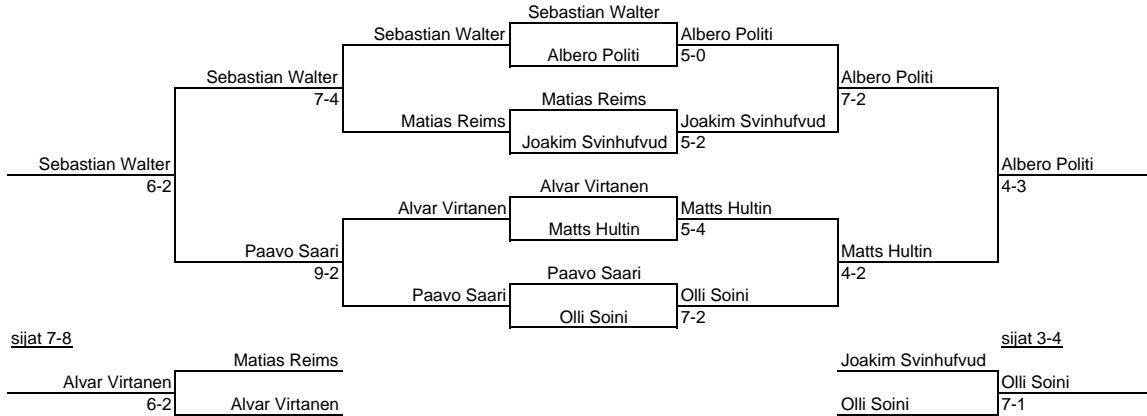 Sebastian Walter
Sebastian Walter Albero Politi
Albero Politi 5-0
Sebastian Walter Albero Politi
7-4 Matias Reims 7-2
Matias Reims Joakim Svinhufvud
Joakim Svinhufvud 5-2
Sebastian Walter Albero Politi
6-2 Alvar Virtanen 4-3
Alvar Virtanen Matts Hultin
Matts Hultin 5-4
Paavo Saari Matts Hultin
9-2 Paavo Saari 4-2
Paavo Saari Olli Soini
Olli Soini 7-2
sijat 7-8 sijat 3-4
Matias Reims Joakim Svinhufvud
Alvar Virtanen Olli Soini
6-2 Alvar Virtanen Olli Soini 7-1